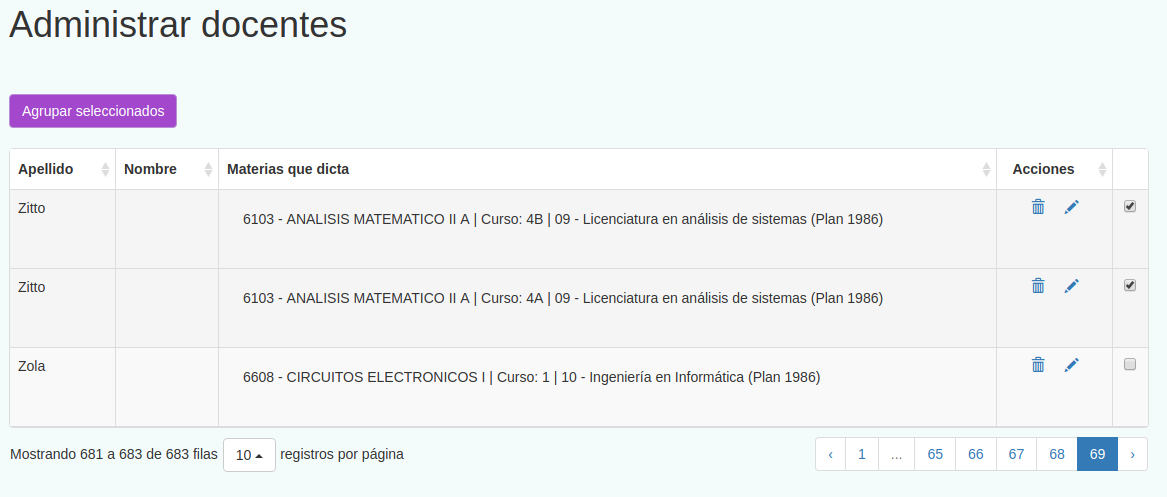 Administrar docentes
Agrupar seleccionados
Apellido Nombre Materias que dicta Acciones
Zitto 6103 - ANALISIS MATEMATICO II A | Curso: 4B | 09 - Licenciatura en análisis de sistemas (Plan 1986)
Zitto 6103 - ANALISIS MATEMATICO II A | Curso: 4A | 09 - Licenciatura en análisis de sistemas (Plan 1986)
Zola 6608 - CIRCUITOS ELECTRONICOS I | Curso: 1 | 10 - Ingeniería en Informática (Plan 1986)
Mostrando 681 a 683 de 683 filas 10 registros por página ‹ 1 ... 65 66 67 68 69 ›